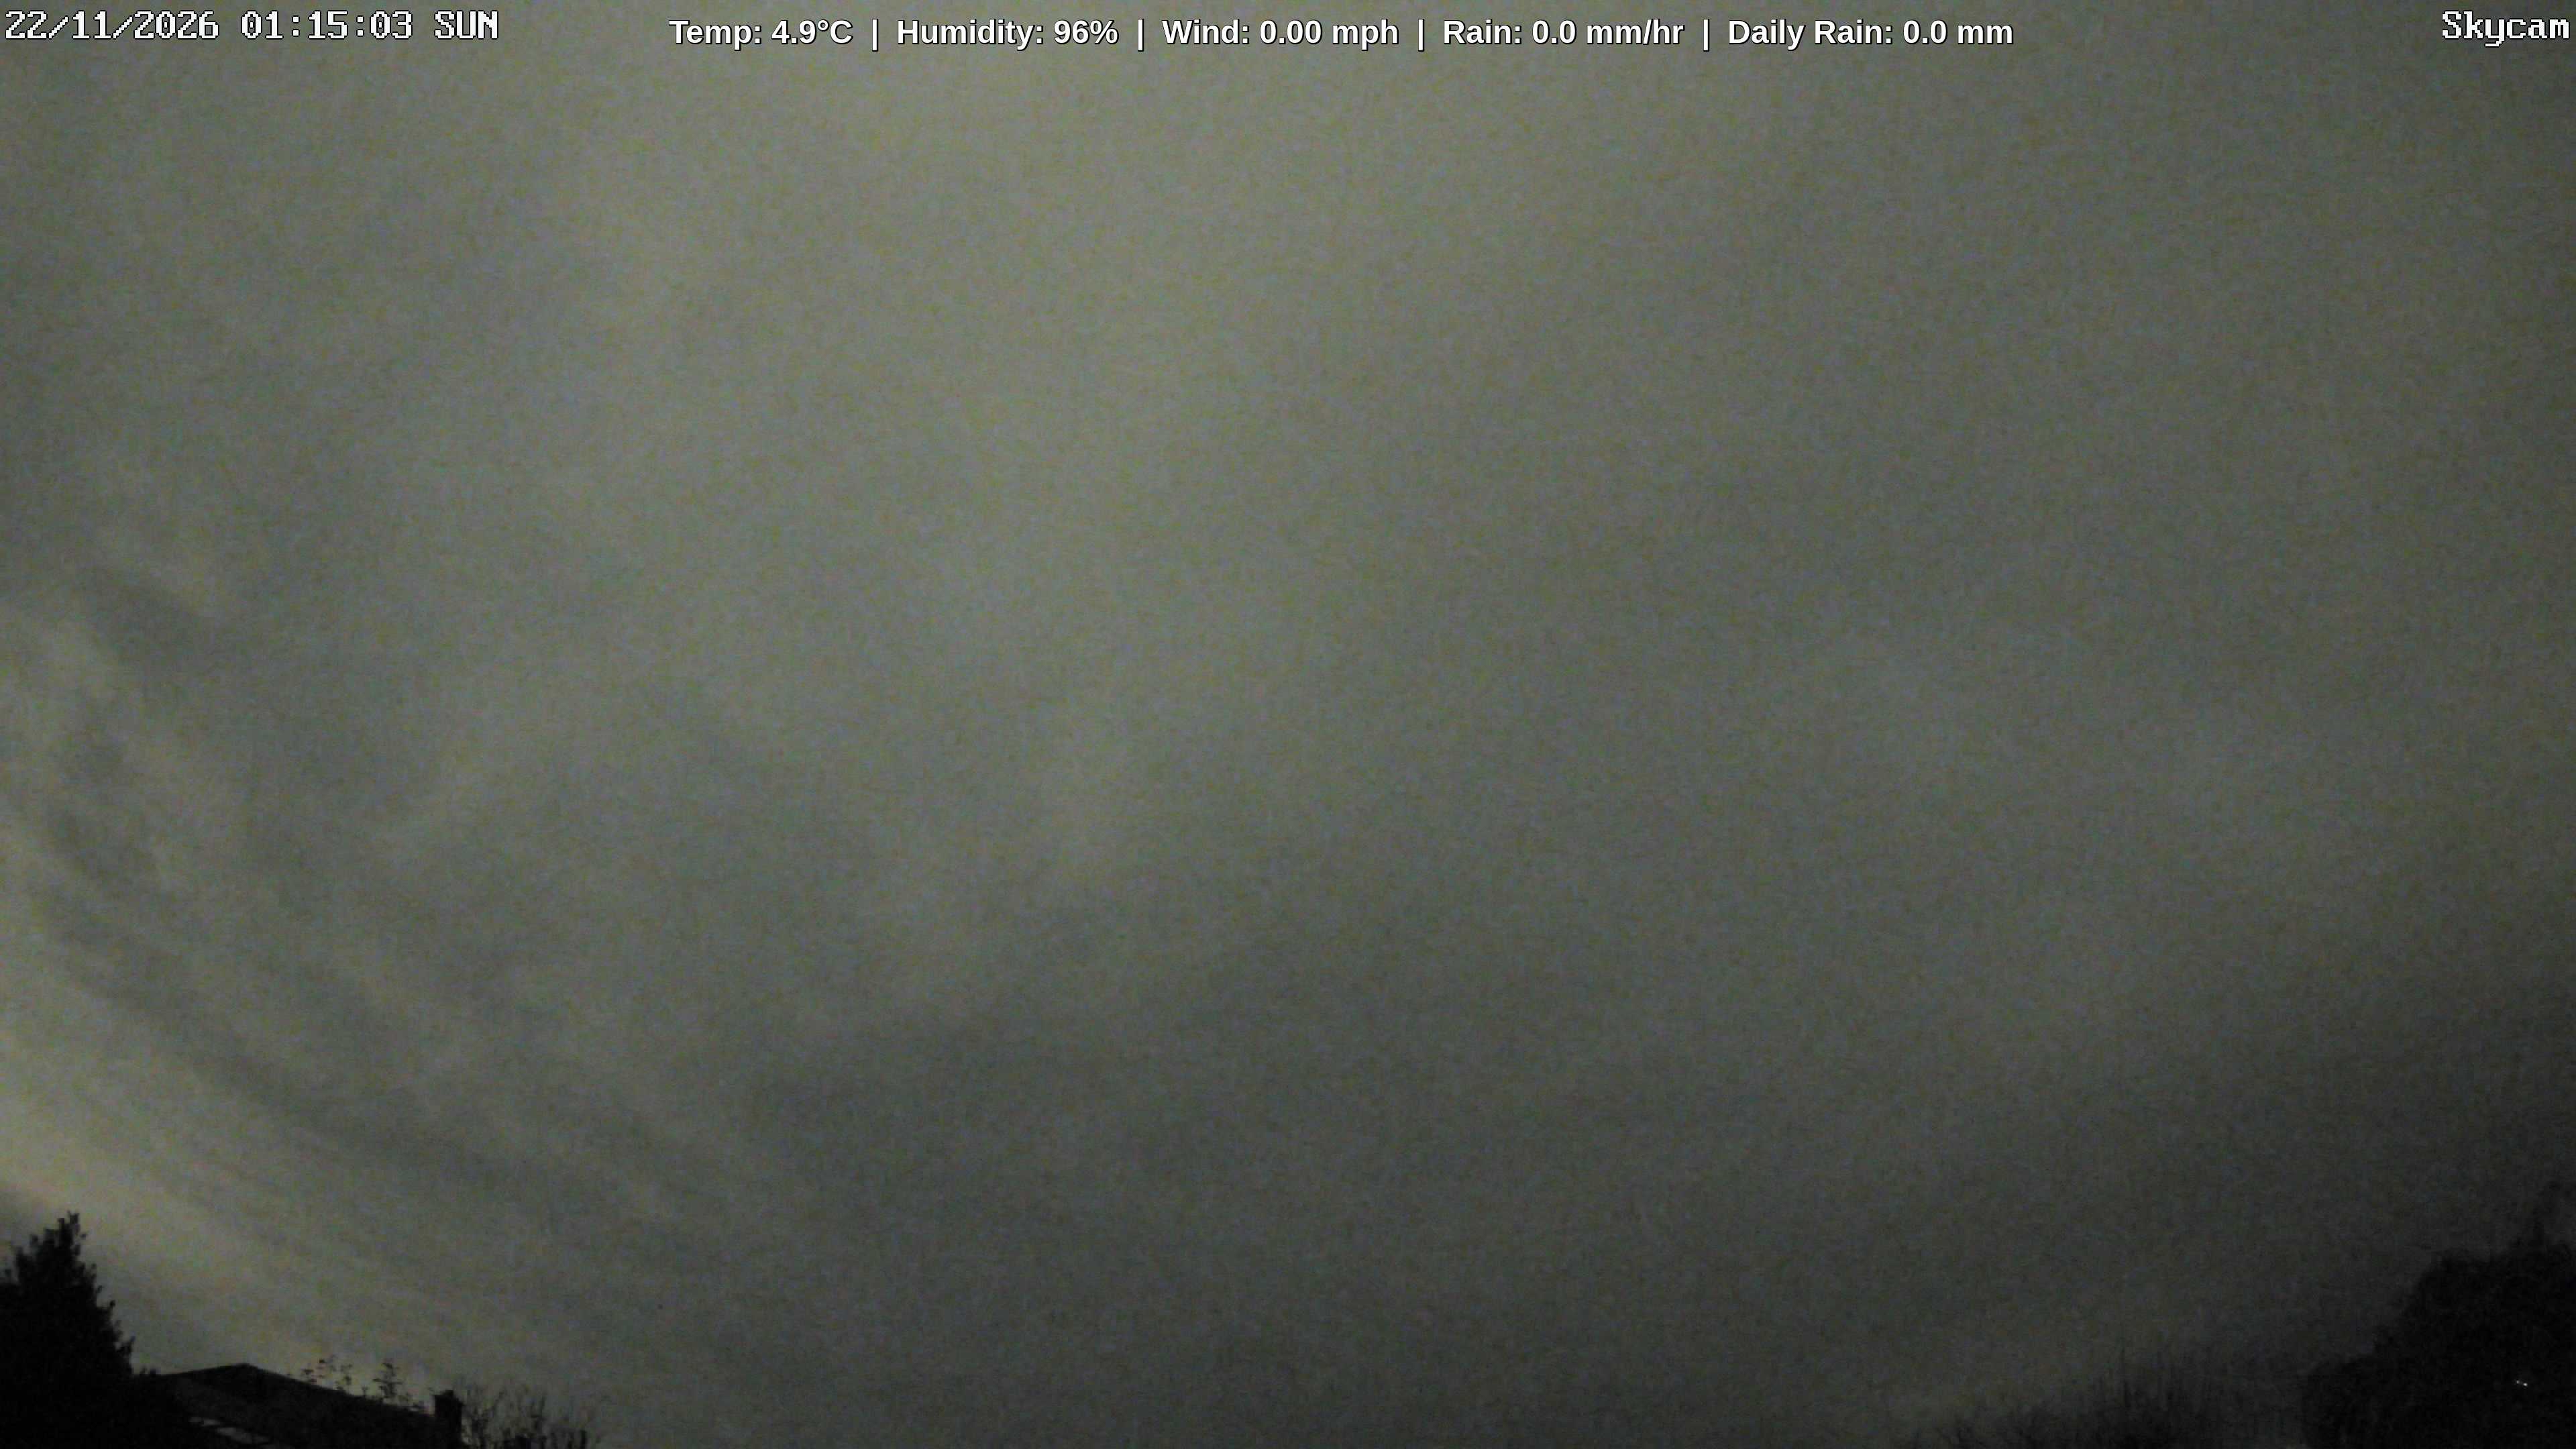 22/11/2026 01:15:03 SUN
Temp: 4.9°C | Humidity: 96% | Wind: 0.00 mph | Rain: 0.0 mm/hr | Daily Rain: 0.0 mm
Skycam